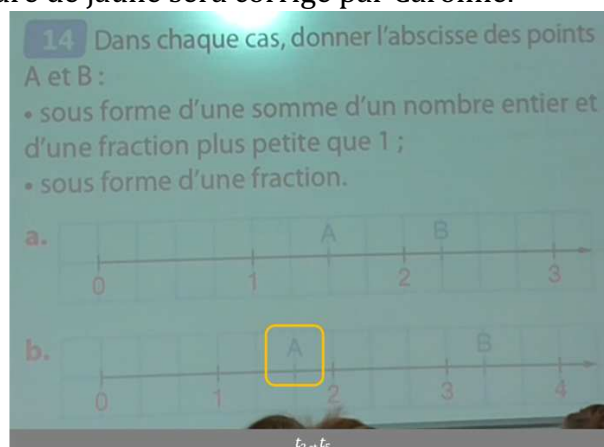 14 Dans chaque cas, donner l'abscisse des points
A et B :
• sous forme d'une somme d'un nombre entier et
d'une fraction plus petite que 1 ;
• sous forme d'une fraction.
a.
A B
0 1 2 3
b.
A B
0 1 2 3 4